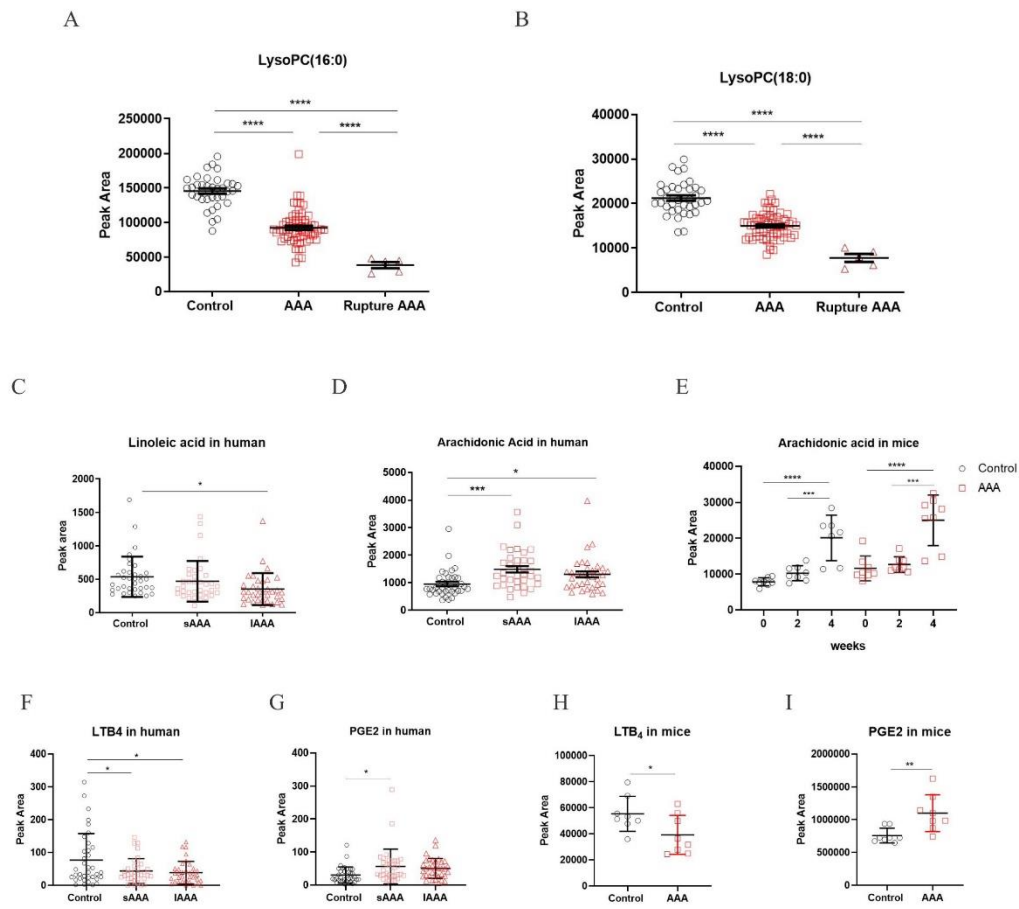 A
LysoPC(16:0)
****
**** ****
Peak Area
250000
200000
150000
100000
50000
0
Control AAA Rupture AAA
B
LysoPC(18:0)
****
**** ****
Peak Area
40000
30000
20000
10000
0
Control AAA Rupture AAA
C
Linoleic acid in human
*
Peak area
2000
1500
1000
500
0
Control sAAA lAAA
D
Arachidonic Acid in human
*
***
Peak area
5000
4000
3000
2000
1000
0
Control sAAA lAAA
E
Arachidonic acid in mice
**** ****
*** ***
Peak area
40000
30000
20000
10000
0
0 2 4 0 2 4
weeks
Control
AAA
F
LTB4 in human
*
*
Peak Area
400
300
200
100
0
Control sAAA lAAA
G
PGE2 in human
*
Peak Area
400
300
200
100
0
Control sAAA lAAA
H
LTB4 in mice
*
Peak Area
100000
80000
60000
40000
20000
0
Control AAA
I
PGE2 in mice
**
Peak Area
2000000
1500000
1000000
500000
0
Control AAA